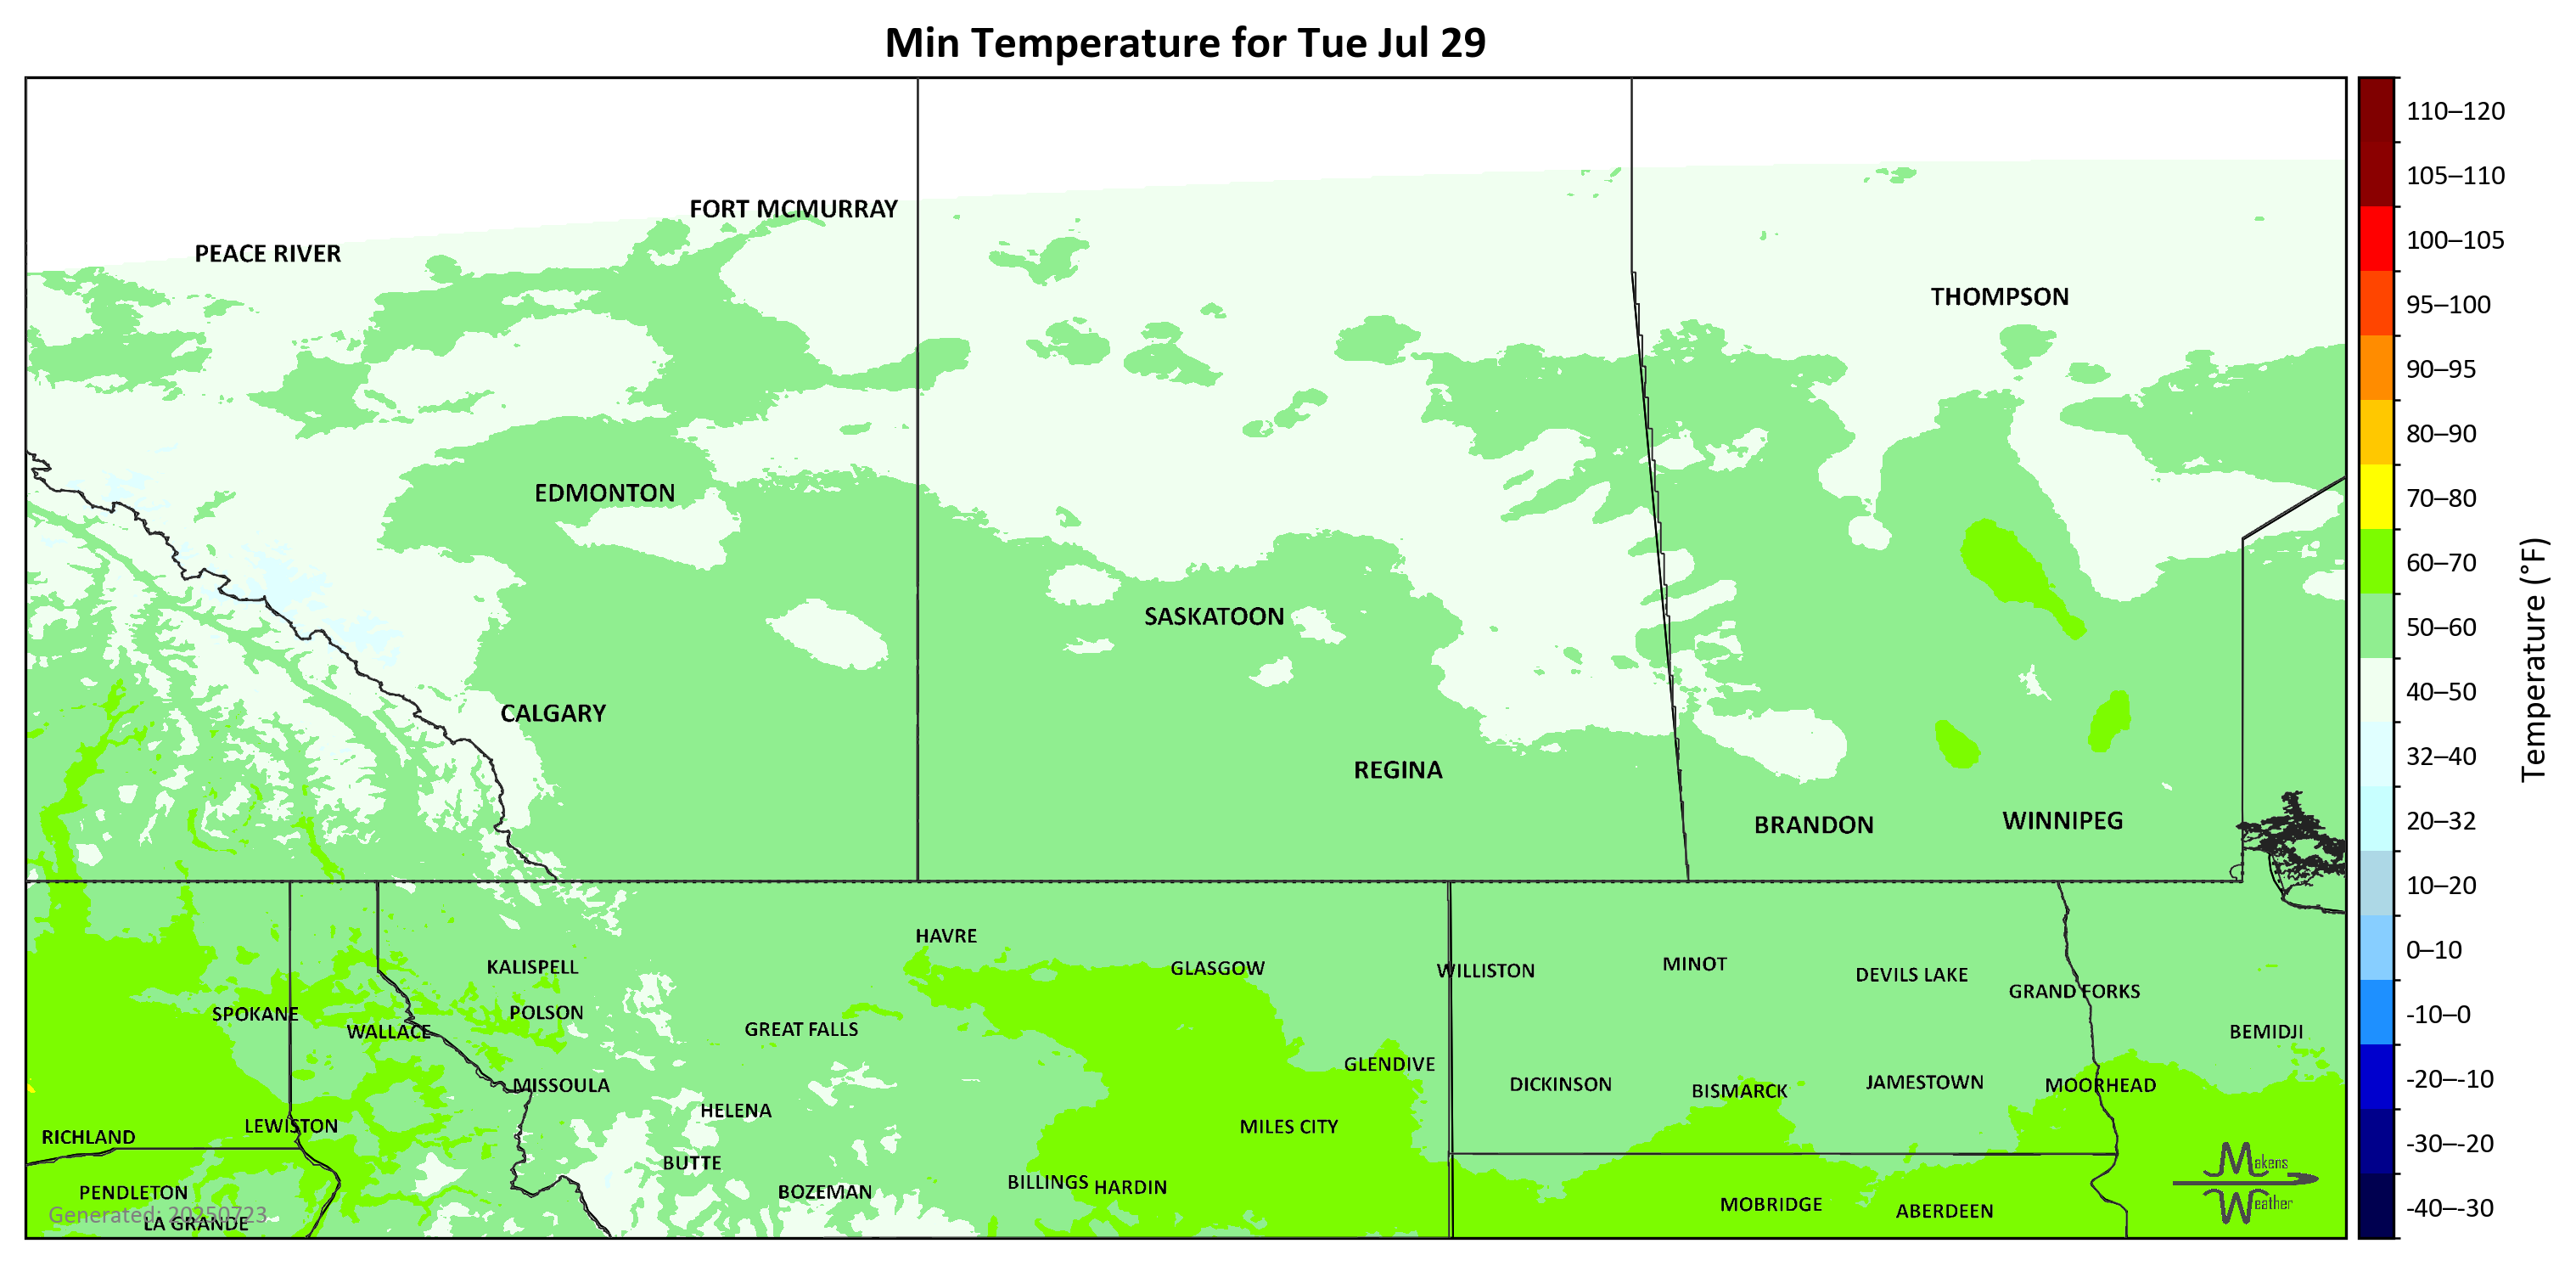 Min Temperature for Tue Jul 29
FORT MCMURRAY
PEACE RIVER
THOMPSON
EDMONTON
SASKATOON
CALGARY
REGINA
BRANDON
WINNIPEG
HAVRE
KALISPELL
GLASGOW
WILLISTON
MINOT
DEVILS LAKE
GRAND FORKS
SPOKANE
POLSON
WALLACE
GREAT FALLS
BEMIDJI
GLENDIVE
MISSOULA
DICKINSON
BISMARCK
JAMESTOWN
MOORHEAD
HELENA
LEWISTON
MILES CITY
RICHLAND
BUTTE
BILLINGS
HARDIN
PENDLETON
BOZEMAN
MOBRIDGE
ABERDEEN
Generated: 20250723
LA GRANDE
Makens
Weather
110–120
105–110
100–105
95–100
90–95
80–90
70–80
60–70
50–60
40–50
32–40
20–32
10–20
0–10
-10–0
-20–-10
-30–-20
-40–-30
Temperature (°F)